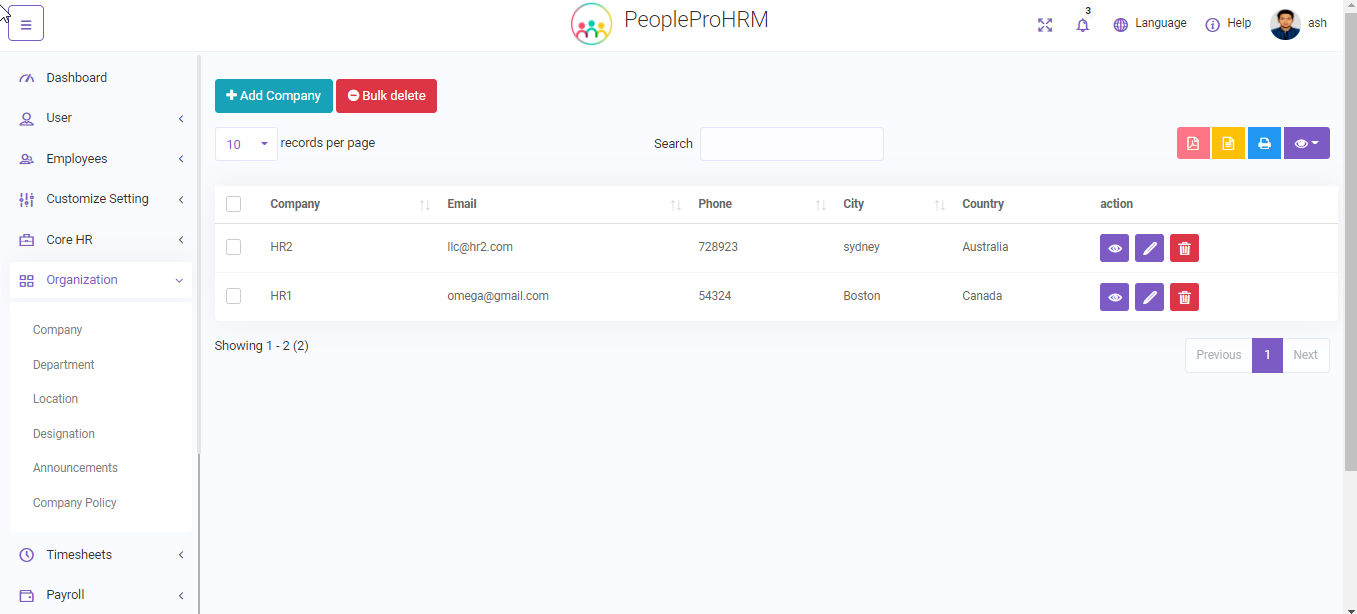 PeopleProHRM
3
Language
Help
ash
Dashboard
User
Employees
Customize Setting
Core HR
Organization
Company
Department
Location
Designation
Announcements
Company Policy
Timesheets
Payroll
Add Company
Bulk delete
10 records per page
Search
Company Email Phone City Country action
HR2 llc@hr2.com 728923 sydney Australia
HR1 omega@gmail.com 54324 Boston Canada
Showing 1 - 2 (2)
Previous 1 Next